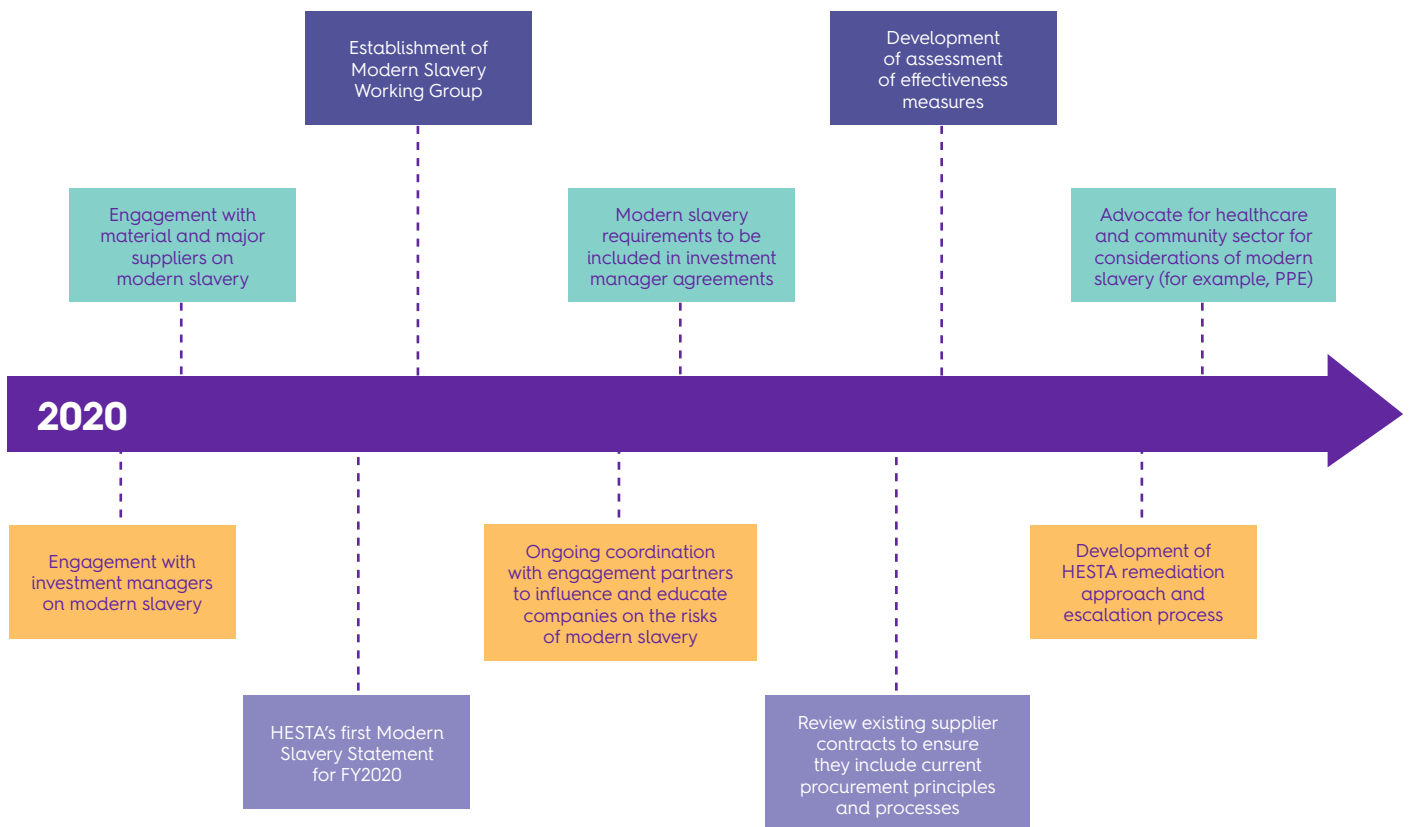 Establishment of
Modern Slavery
Working Group
Development
of assessment
of effectiveness
measures
Engagement with
material and major
suppliers on
modern slavery
Modern slavery
requirements to be
included in investment
manager agreements
Advocate for healthcare
and community sector for
considerations of modern
slavery (for example, PPE)
2020
Engagement with
investment managers
on modern slavery
Ongoing coordination
with engagement partners
to influence and educate
companies on the risks
of modern slavery
Development of
HESTA remediation
approach and
escalation process
HESTA’s first Modern
Slavery Statement
for FY2020
Review existing supplier
contracts to ensure
they include current
procurement principles
and processes